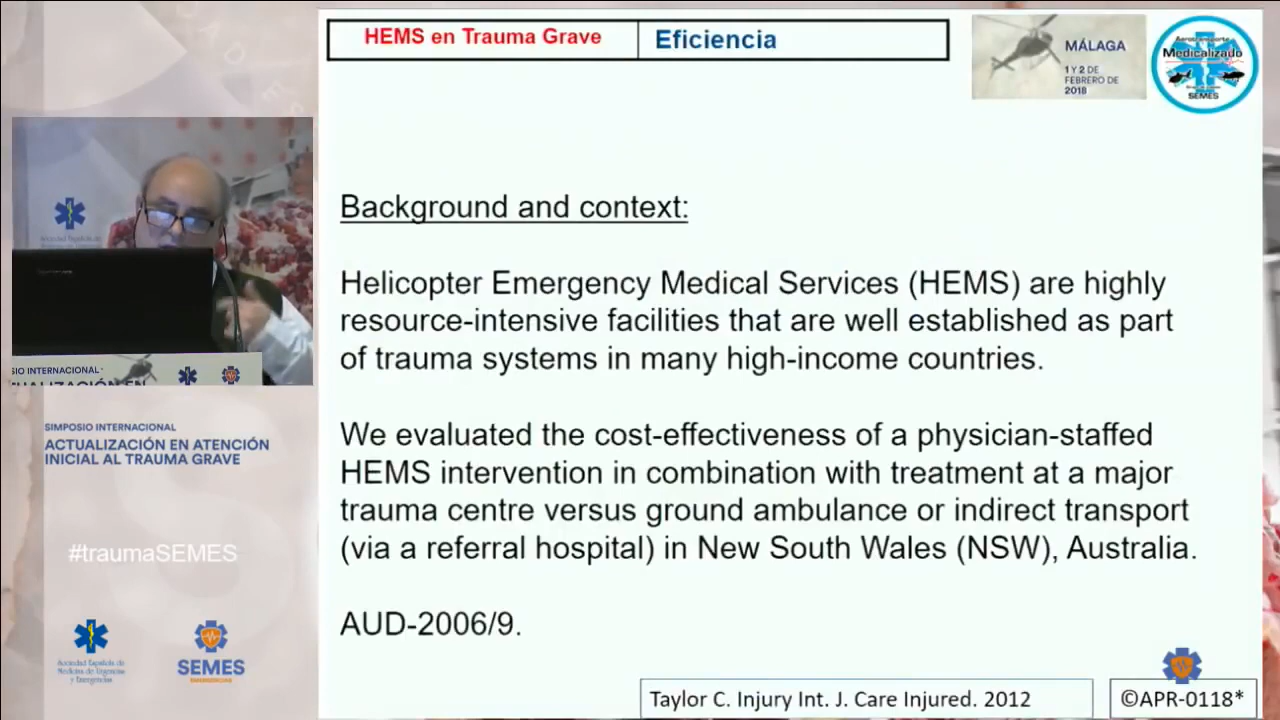 HEMS en Trauma Grave
Eficiencia
MÁLAGA
1 Y 2 DE
FEBRERO DE
2018
Aerotransporte
Medicalizado
SEMES
Background and context:
Helicopter Emergency Medical Services (HEMS) are highly
resource-intensive facilities that are well established as part
of trauma systems in many high-income countries.
We evaluated the cost-effectiveness of a physician-staffed
HEMS intervention in combination with treatment at a major
trauma centre versus ground ambulance or indirect transport
(via a referral hospital) in New South Wales (NSW), Australia.
AUD-2006/9.
Taylor C. Injury Int. J. Care Injured. 2012
©APR-0118*
SIO INTERNACIONAL
SIMPOSIO INTERNACIONAL
ACTUALIZACIÓN EN ATENCIÓN
INICIAL AL TRAUMA GRAVE
#traumaSEMES
Sociedad Española de
Medicina de Urgencias
y Emergencias
SEMES